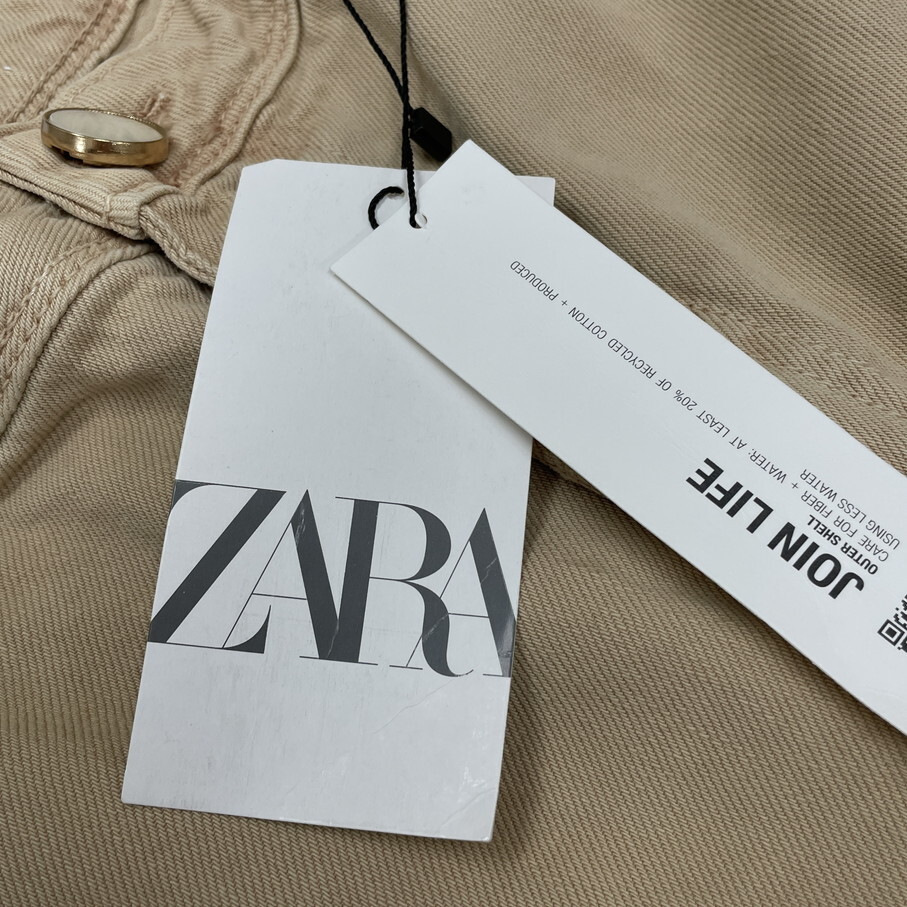 ZARA
JOIN LIFE
OUTER SHELL
CARE FOR FIBER + WATER: AT LEAST 20% OF RECYCLED COTTON + PRODUCED
USING LESS WATER